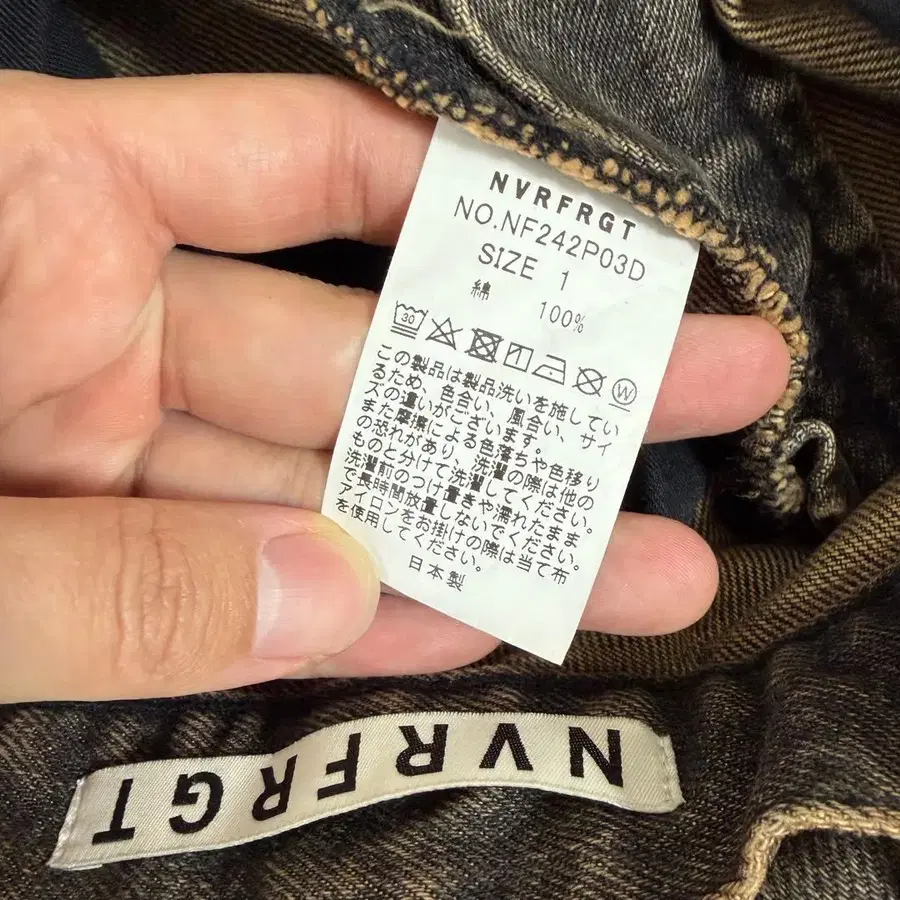 NVRFRGT
NO.NF242P03D
SIZE 1
綿 100%
30
W
この製品は製品洗いを施してい
るため、色合い、風合い、サイ
ズの違いがございます。
また摩擦による色落ちや色移り
の恐れがあり、洗濯の際は他の
ものと分けて洗濯してください。
洗濯前のつけ置きや濡れたまま
で長時間放置しないでください。
アイロンをお掛けの際は当て布
を使用してください。
日本製
NVRFRGT